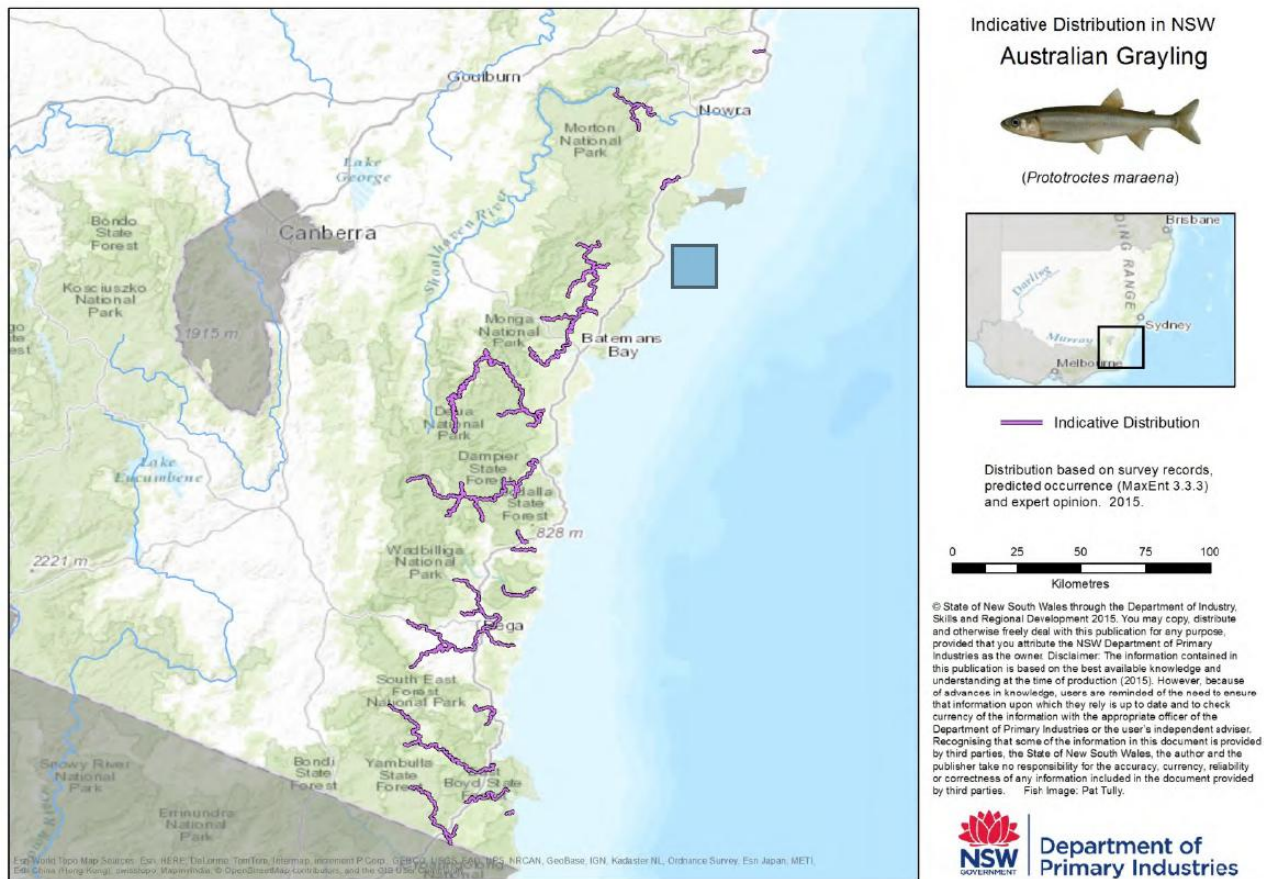 Indicative Distribution in NSW
Australian Grayling
(Prototroctes maraena)
Brisbane
DING RANGE
Darling
Sydney
Murray
Melbourne
Indicative Distribution
Distribution based on survey records,
predicted occurrence (MaxEnt 3.3.3)
and expert opinion. 2015.
0 25 50 75 100
Kilometres
© State of New South Wales through the Department of Industry,
Skills and Regional Development 2015. You may copy, distribute
and otherwise freely deal with this publication for any purpose,
provided that you attribute the NSW Department of Primary
Industries as the owner. Disclaimer: The information contained in
this publication is based on the best available knowledge and
understanding at the time of production (2015). However, because
of advances in knowledge, users are reminded of the need to ensure
that information upon which they rely is up to date and to check
currency of the information with the appropriate officer of the
Department of Primary Industries or the user's independent adviser.
Recognising that some of the information in this document is provided
by third parties, the State of New South Wales, the author and the
publisher take no responsibility for the accuracy, currency, reliability
or correctness of any information included in the document provided
by third parties. Fish Image: Pat Tully.
NSW
GOVERNMENT
Department of
Primary Industries
Goulburn
Nowra
Morton
National
Park
Lake
George
Shoalhaven River
Bondo
State
Forest
Canberra
Kosciuszko
National
Park
1915 m
Monga
National
Park
Batemans
Bay
National
Park
Dampier
State
Forest
State
Forest
Lake
Eucumbene
828 m
2221 m
Wadbilliga
National
Park
Bega
South East
Forest
National Park
Bondi
State
Forest
Yambulla
State
Boyd State
Snowy River
National
Park
Errinundra
National
Park